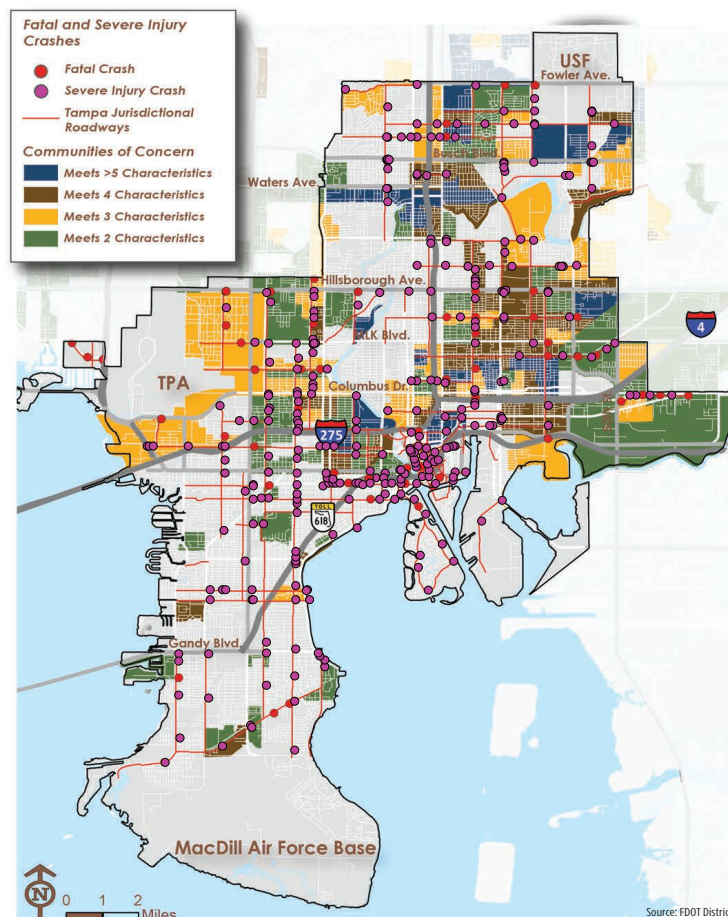 Fatal and Severe Injury
Crashes
Fatal Crash
Severe Injury Crash
Tampa Jurisdictional
Roadways
Communities of Concern
Meets >5 Characteristics
Meets 4 Characteristics
Meets 3 Characteristics
Meets 2 Characteristics
USF
Fowler Ave.
Busch Blvd.
Waters Ave.
Hillsborough Ave.
4
MLK Blvd.
TPA
Columbus Dr.
275
TOLL
618
Gandy Blvd.
MacDill Air Force Base
N
0 1 2
Miles
Source: FDOT Distri